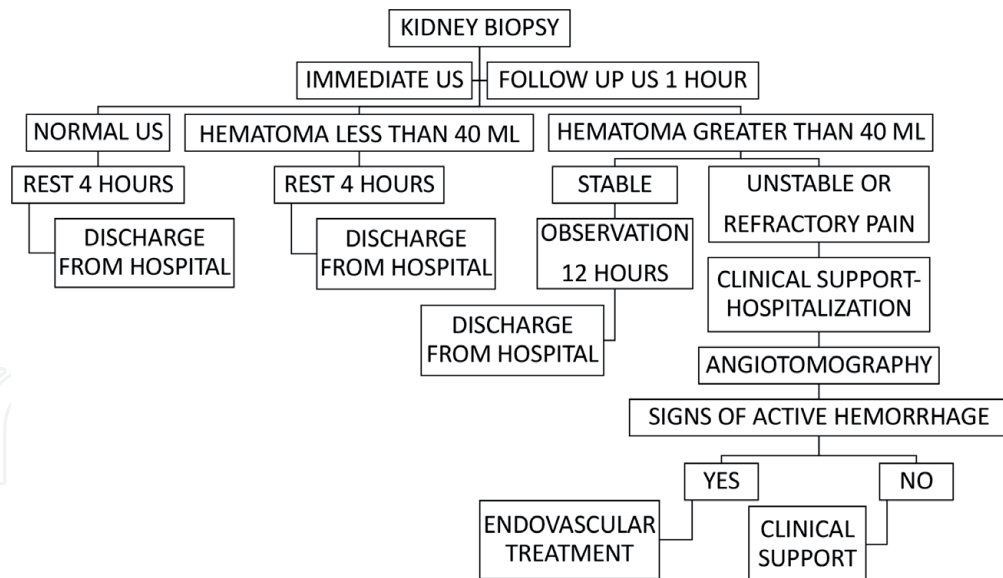 KIDNEY BIOPSY
IMMEDIATE US
FOLLOW UP US 1 HOUR
NORMAL US
HEMATOMA LESS THAN 40 ML
HEMATOMA GREATER THAN 40 ML
REST 4 HOURS
REST 4 HOURS
STABLE
UNSTABLE OR
REFRACTORY PAIN
DISCHARGE
FROM HOSPITAL
DISCHARGE
FROM HOSPITAL
OBSERVATION
12 HOURS
CLINICAL SUPPORT-
HOSPITALIZATION
DISCHARGE
FROM HOSPITAL
ANGIOTOMOGRAPHY
SIGNS OF ACTIVE HEMORRHAGE
YES
NO
ENDOVASCULAR
TREATMENT
CLINICAL
SUPPORT